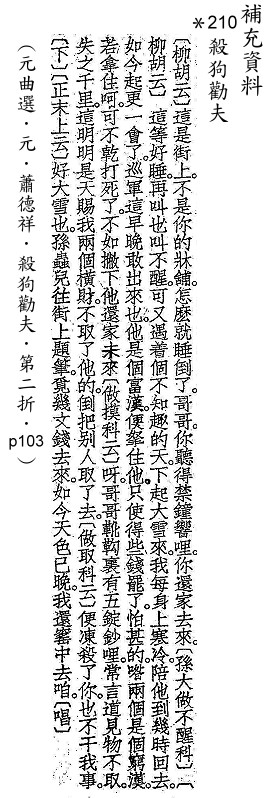 補充資料
*210
殺狗勸夫
〔柳胡云〕這是街上不是你的牀舖怎麽就睡倒了哥哥你聽得禁鐘響哩你還家去來〔孫大做不醒科〕〔
柳胡云〕這等好睡再叫也叫不醒可又遇着個不知趣的天下起大雪來我每身上寒冷陪他到幾時回去
如今起更一會了巡軍這早晚敢出來也他是個富漢便拏住他只使得些錢罷了怕甚的喒兩個是個窮漢
若拿住呵可不乾打死了不如撇下他還家未來〔做摸科云〕呀哥哥靴靿裏有五錠鈔哩常言道見物不取
失之千里這明明是天賜我兩個橫財不取了他的倒把别人取了去〔做取科云〕便凍殺了你也不干我事
〔下〕〔正末上云〕好大雪也孫蟲兒往街上題筆覓幾文錢去來如今天色已晚我還窰中去咱〔唱〕
（元曲選．元．蕭德祥．殺狗勸夫．第二折．p103）